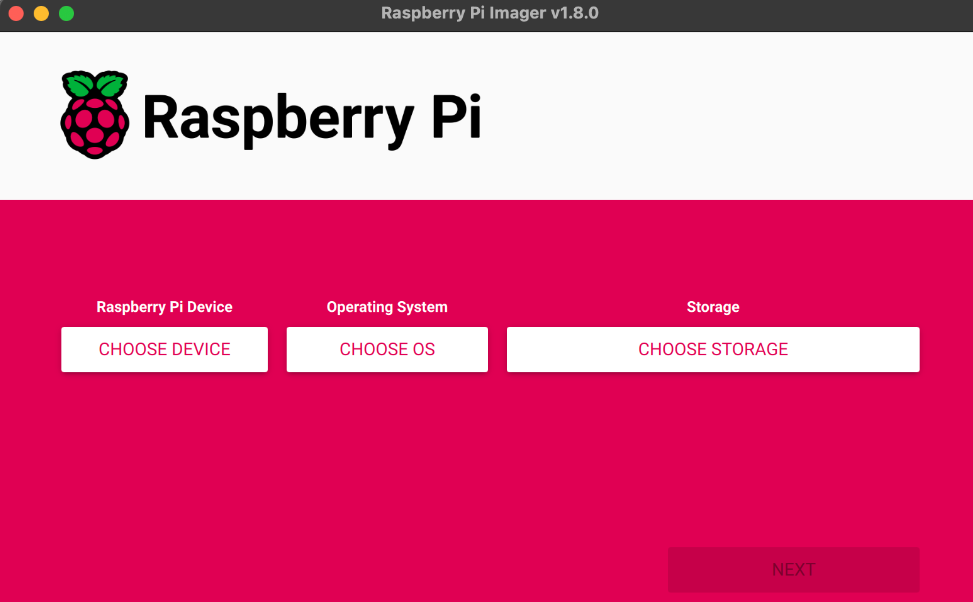 Raspberry Pi Imager v1.8.0
Raspberry Pi
Raspberry Pi Device
Operating System
Storage
CHOOSE DEVICE
CHOOSE OS
CHOOSE STORAGE
NEXT